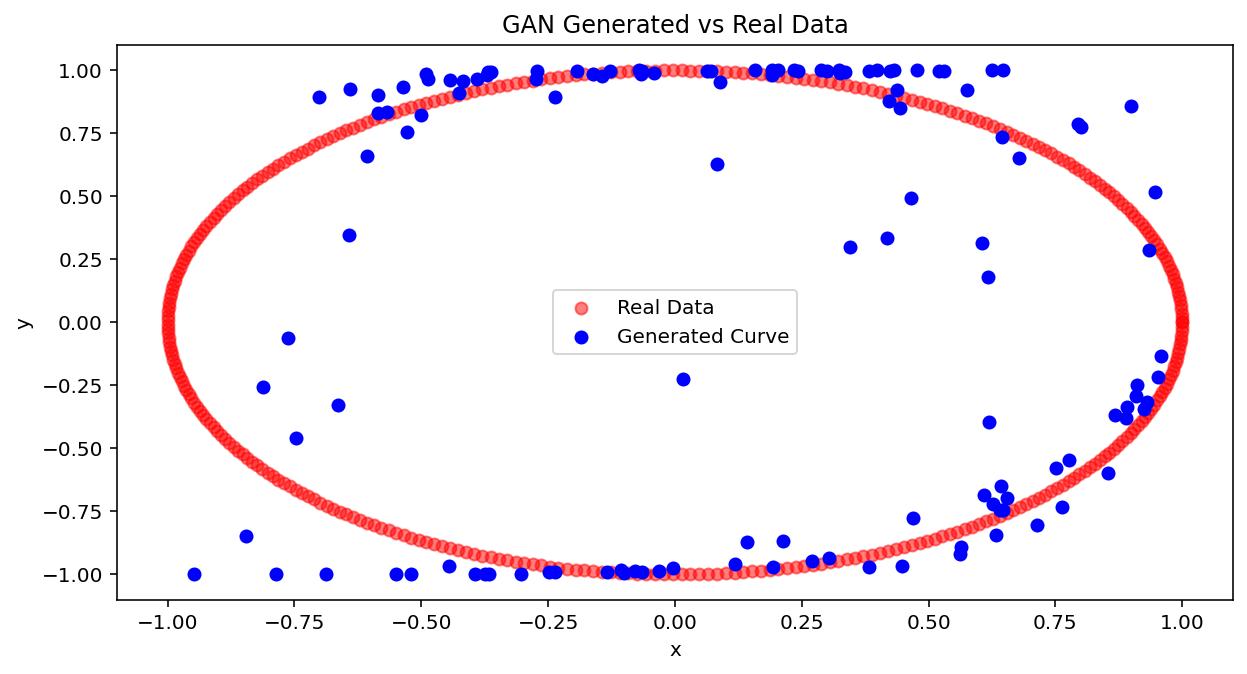 GAN Generated vs Real Data
1.00
0.75
0.50
0.25
0.00
−0.25
−0.50
−0.75
−1.00
y
Real Data
Generated Curve
−1.00 −0.75 −0.50 −0.25 0.00 0.25 0.50 0.75 1.00
x